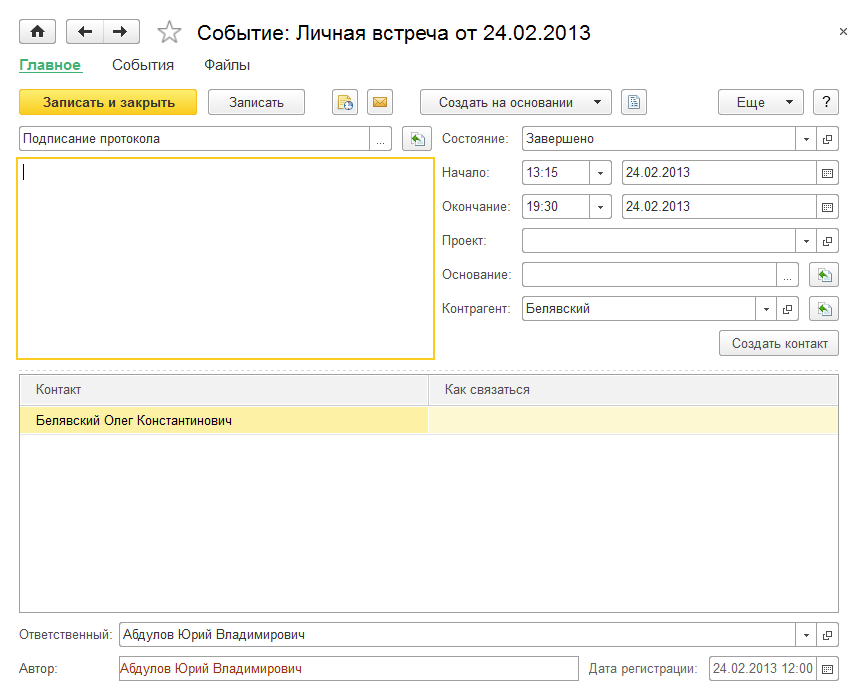 Событие: Личная встреча от 24.02.2013
Главное События Файлы
Записать и закрыть Записать Создать на основании Еще ?
Подписание протокола ... Состояние: Завершено
Начало: 13:15 24.02.2013
Окончание: 19:30 24.02.2013
Проект:
Основание: ...
Контрагент: Белявский
Создать контакт
Контакт Как связаться
Белявский Олег Константинович
Ответственный: Абдулов Юрий Владимирович
Автор: Абдулов Юрий Владимирович Дата регистрации: 24.02.2013 12:00